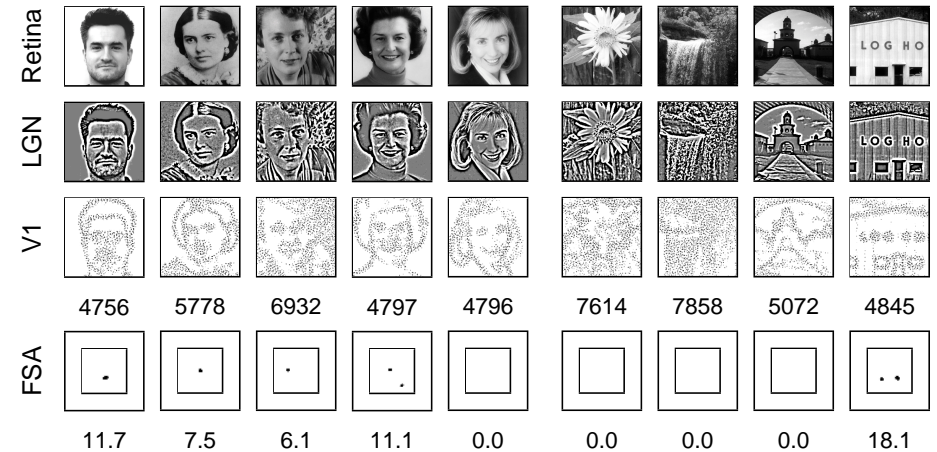 Retina
LOG HO
LGN
LOG HO
V1
4756 5778 6932 4797 4796 7614 7858 5072 4845
FSA
11.7 7.5 6.1 11.1 0.0 0.0 0.0 0.0 18.1